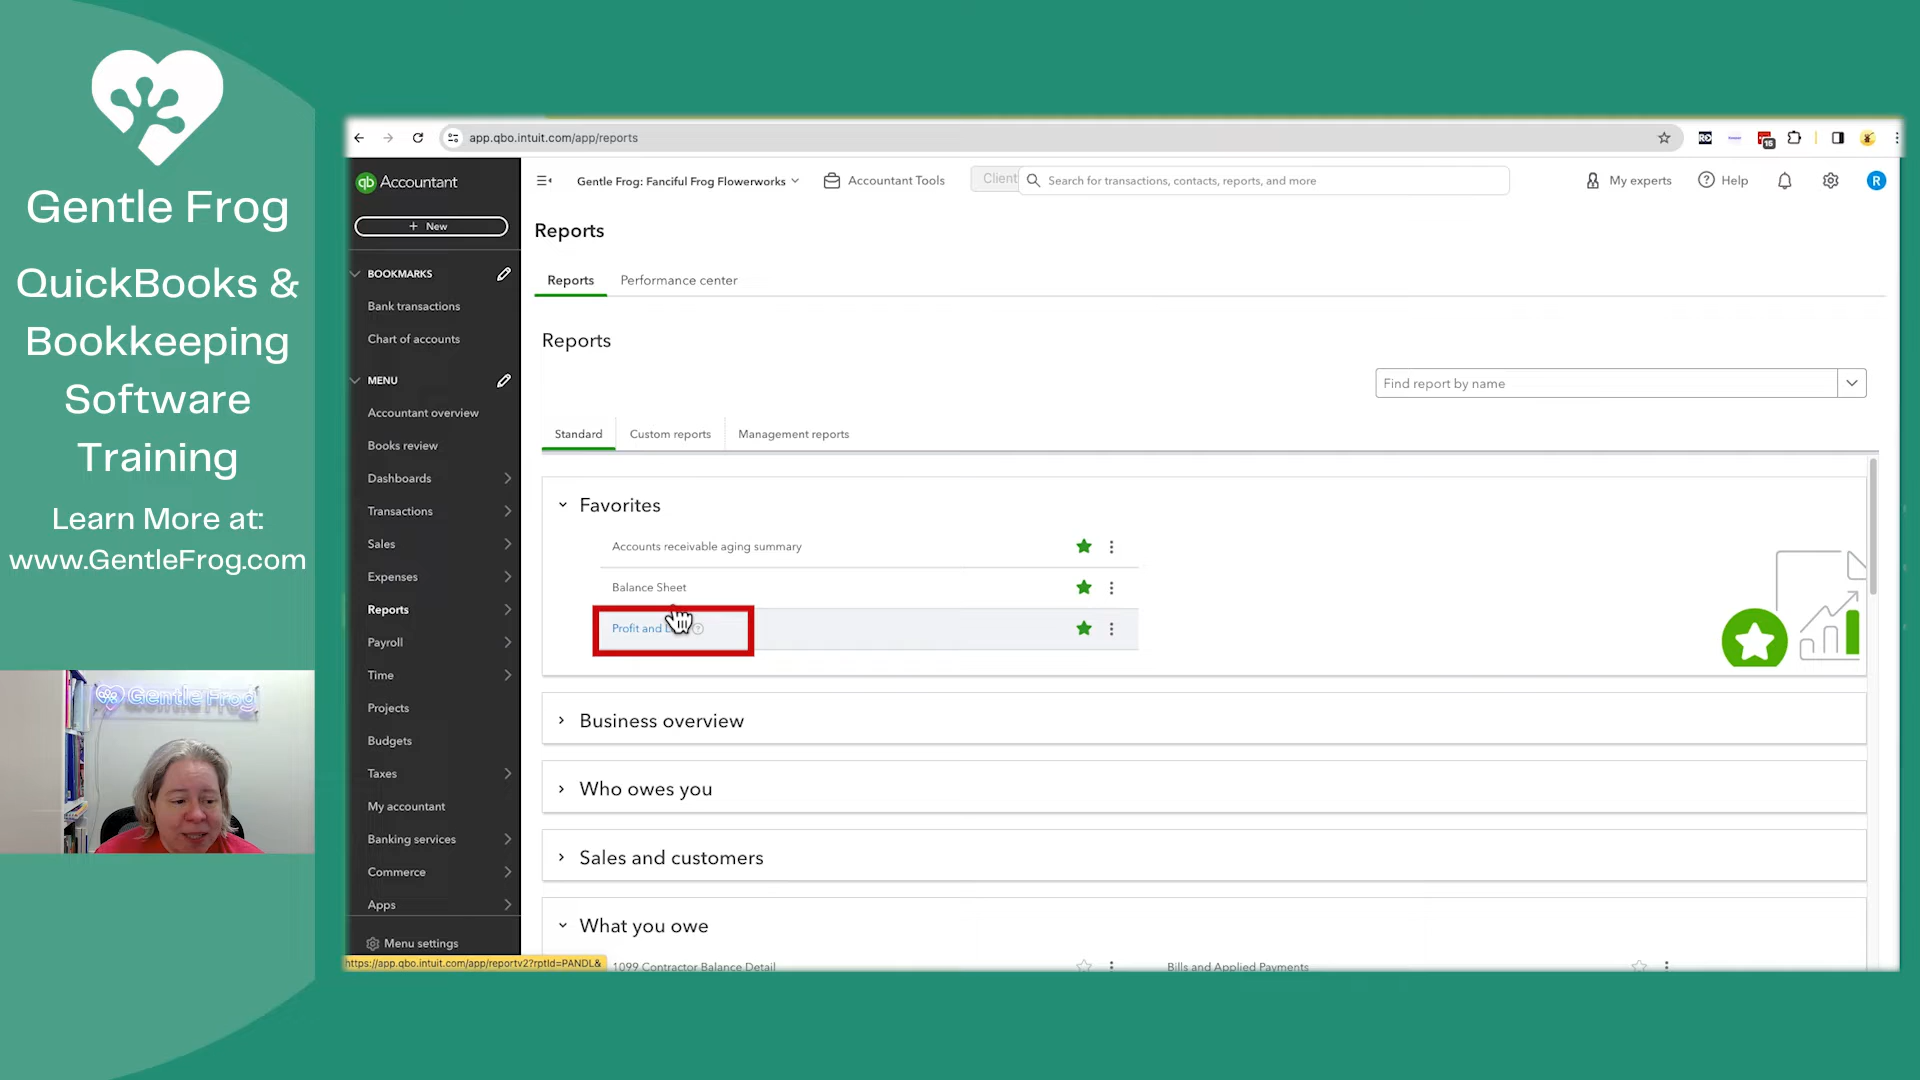 Gentle Frog
QuickBooks &
Bookkeeping
Software
Training
Learn More at:
www.GentleFrog.com
Gentle Frog
app.qbo.intuit.com/app/reports
15
qb Accountant
+ New
BOOKMARKS
Bank transactions
Chart of accounts
MENU
Accountant overview
Books review
Dashboards
Transactions
Sales
Expenses
Reports
Payroll
Time
Projects
Budgets
Taxes
My accountant
Banking services
Commerce
Apps
Menu settings
https://app.qbo.intuit.com/app/reportv2?rptId=PANDL&
Gentle Frog: Fanciful Frog Flowerworks
Accountant Tools
Client
Search for transactions, contacts, reports, and more
My experts
Help
R
Reports
Reports
Performance center
Reports
Find report by name
Standard
Custom reports
Management reports
Favorites
Accounts receivable aging summary
Balance Sheet
Profit and
Business overview
Who owes you
Sales and customers
What you owe
1099 Contractor Balance Detail
Bills and Applied Payments